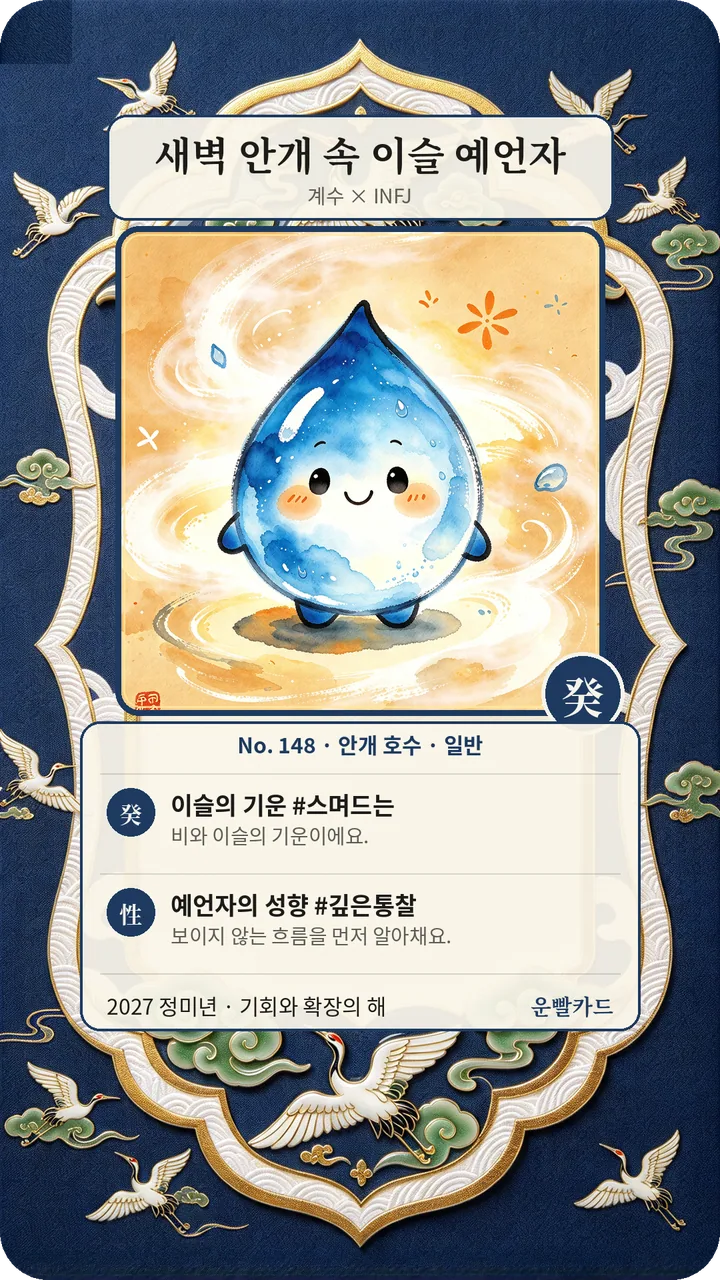 새벽 안개 속 이슬 예언자
계수 × INFJ
癸
No. 148 · 안개 호수 · 일반
癸
이슬의 기운 #스며드는
비와 이슬의 기운이에요.
性
예언자의 성향 #깊은통찰
보이지 않는 흐름을 먼저 알아채요.
2027 정미년 · 기회와 확장의 해
운빨카드